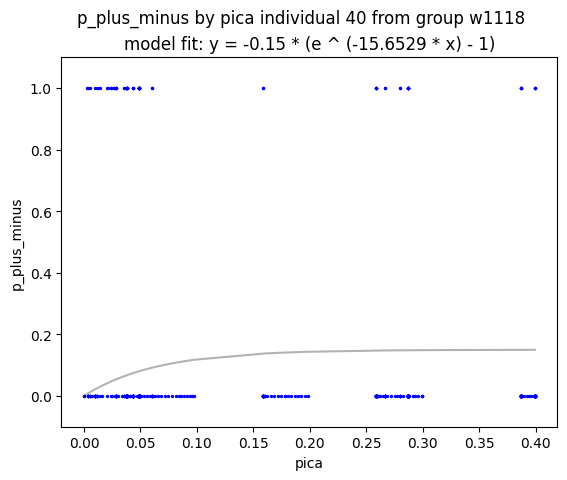 p_plus_minus by pica individual 40 from group w1118
model fit: y = -0.15 * (e ^ (-15.6529 * x) - 1)
1.0
0.8
0.6
0.4
0.2
0.0
p_plus_minus
0.00 0.05 0.10 0.15 0.20 0.25 0.30 0.35 0.40
pica